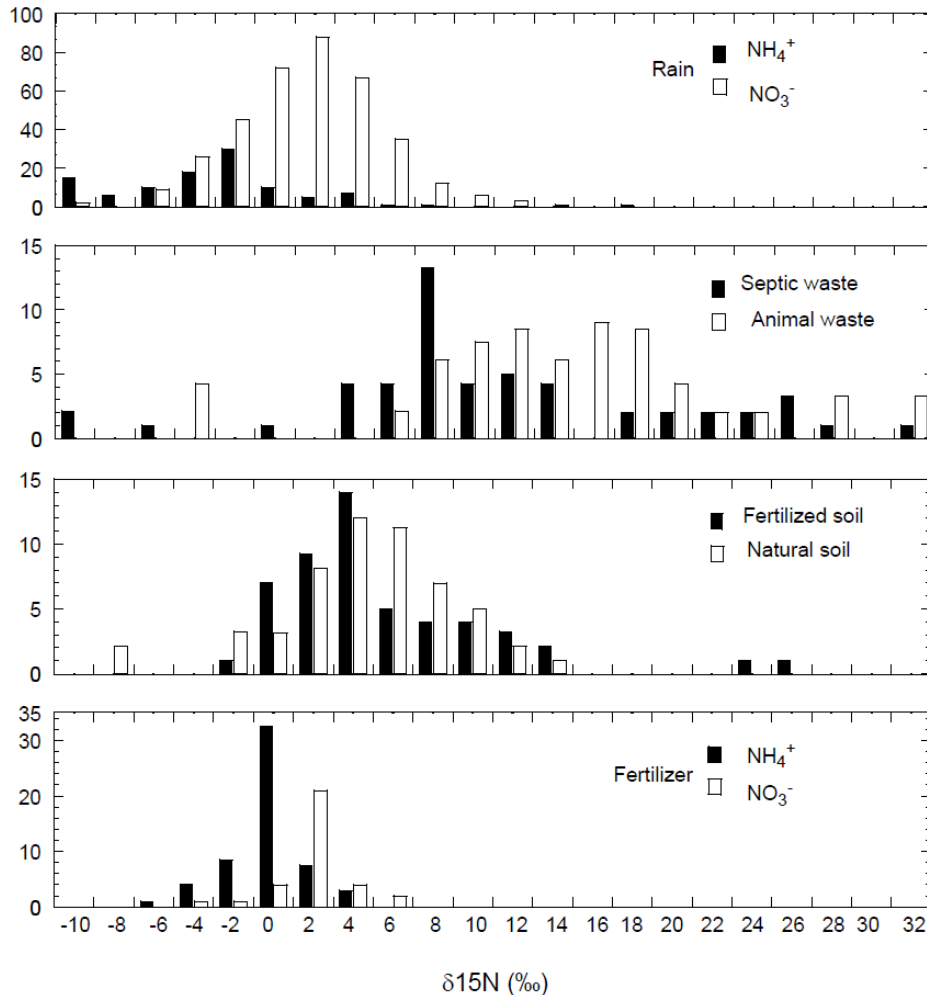 100
80
60
40
20
0
Rain
NH₄⁺
NO₃⁻
15
10
5
0
Septic waste
Animal waste
15
10
5
0
Fertilized soil
Natural soil
35
30
20
10
0
Fertilizer
NH₄⁺
NO₃⁻
-10 -8 -6 -4 -2 0 2 4 6 8 10 12 14 16 18 20 22 24 26 28 30 32
δ15N (‰)